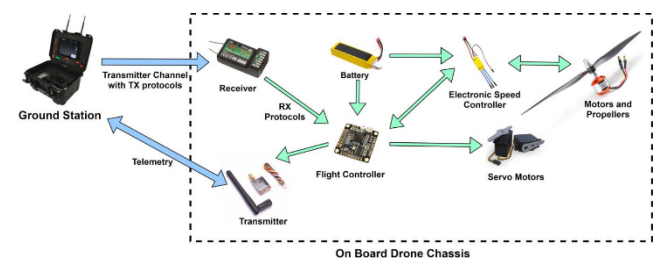 Ground Station
Transmitter Channel
with TX protocols
Receiver
Battery
Electronic Speed
Controller
Motors and
Propellers
RX
Protocols
Flight Controller
Servo Motors
Telemetry
Transmitter
On Board Drone Chassis